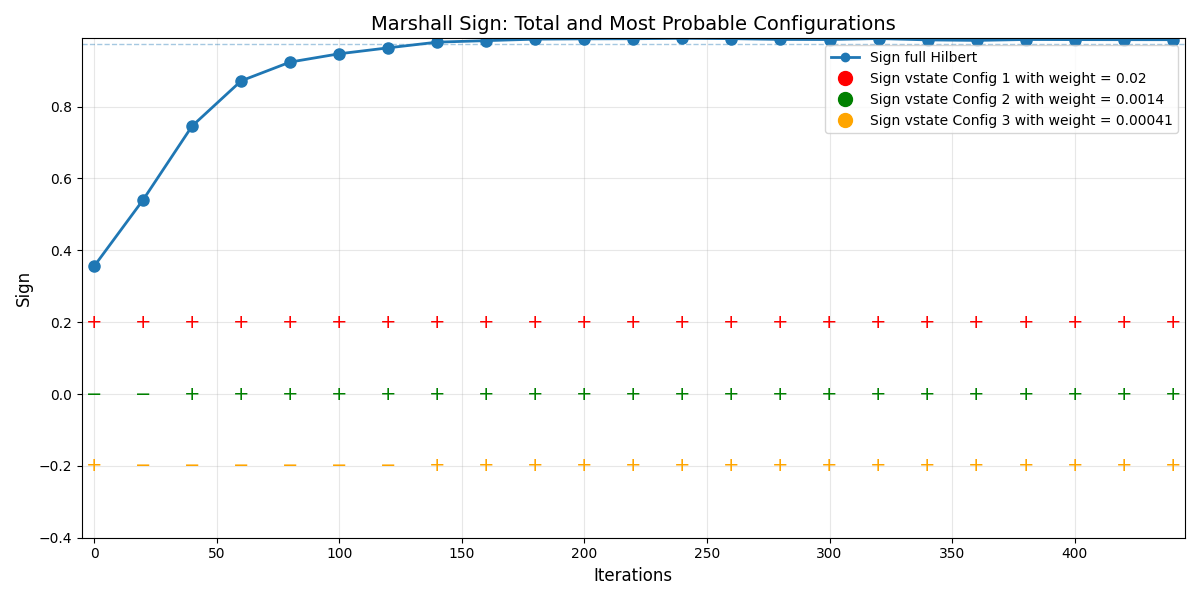 Marshall Sign: Total and Most Probable Configurations
Sign full Hilbert
Sign vstate Config 1 with weight = 0.02
Sign vstate Config 2 with weight = 0.0014
Sign vstate Config 3 with weight = 0.00041
Sign
0.8
0.6
0.4
0.2
0.0
−0.2
−0.4
0 50 100 150 200 250 300 350 400
Iterations